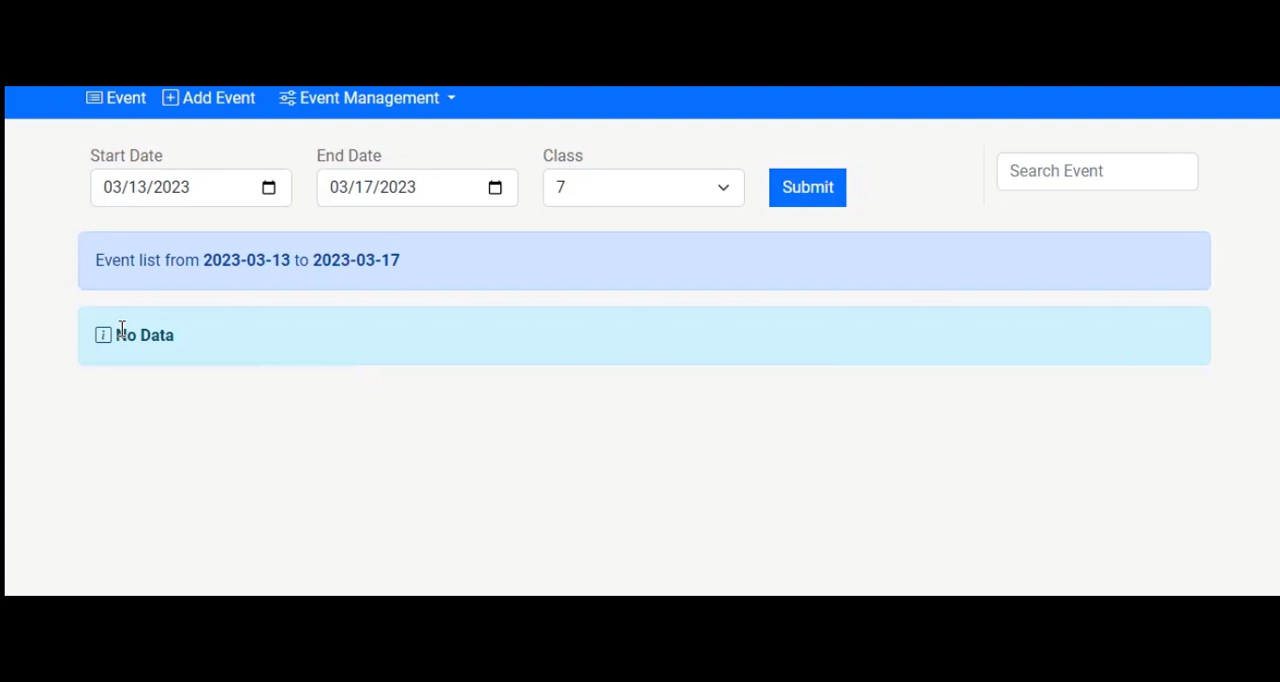 Event Add Event Event Management
Start Date End Date Class
03/13/2023 03/17/2023 7 Submit Search Event
Event list from 2023-03-13 to 2023-03-17
No Data